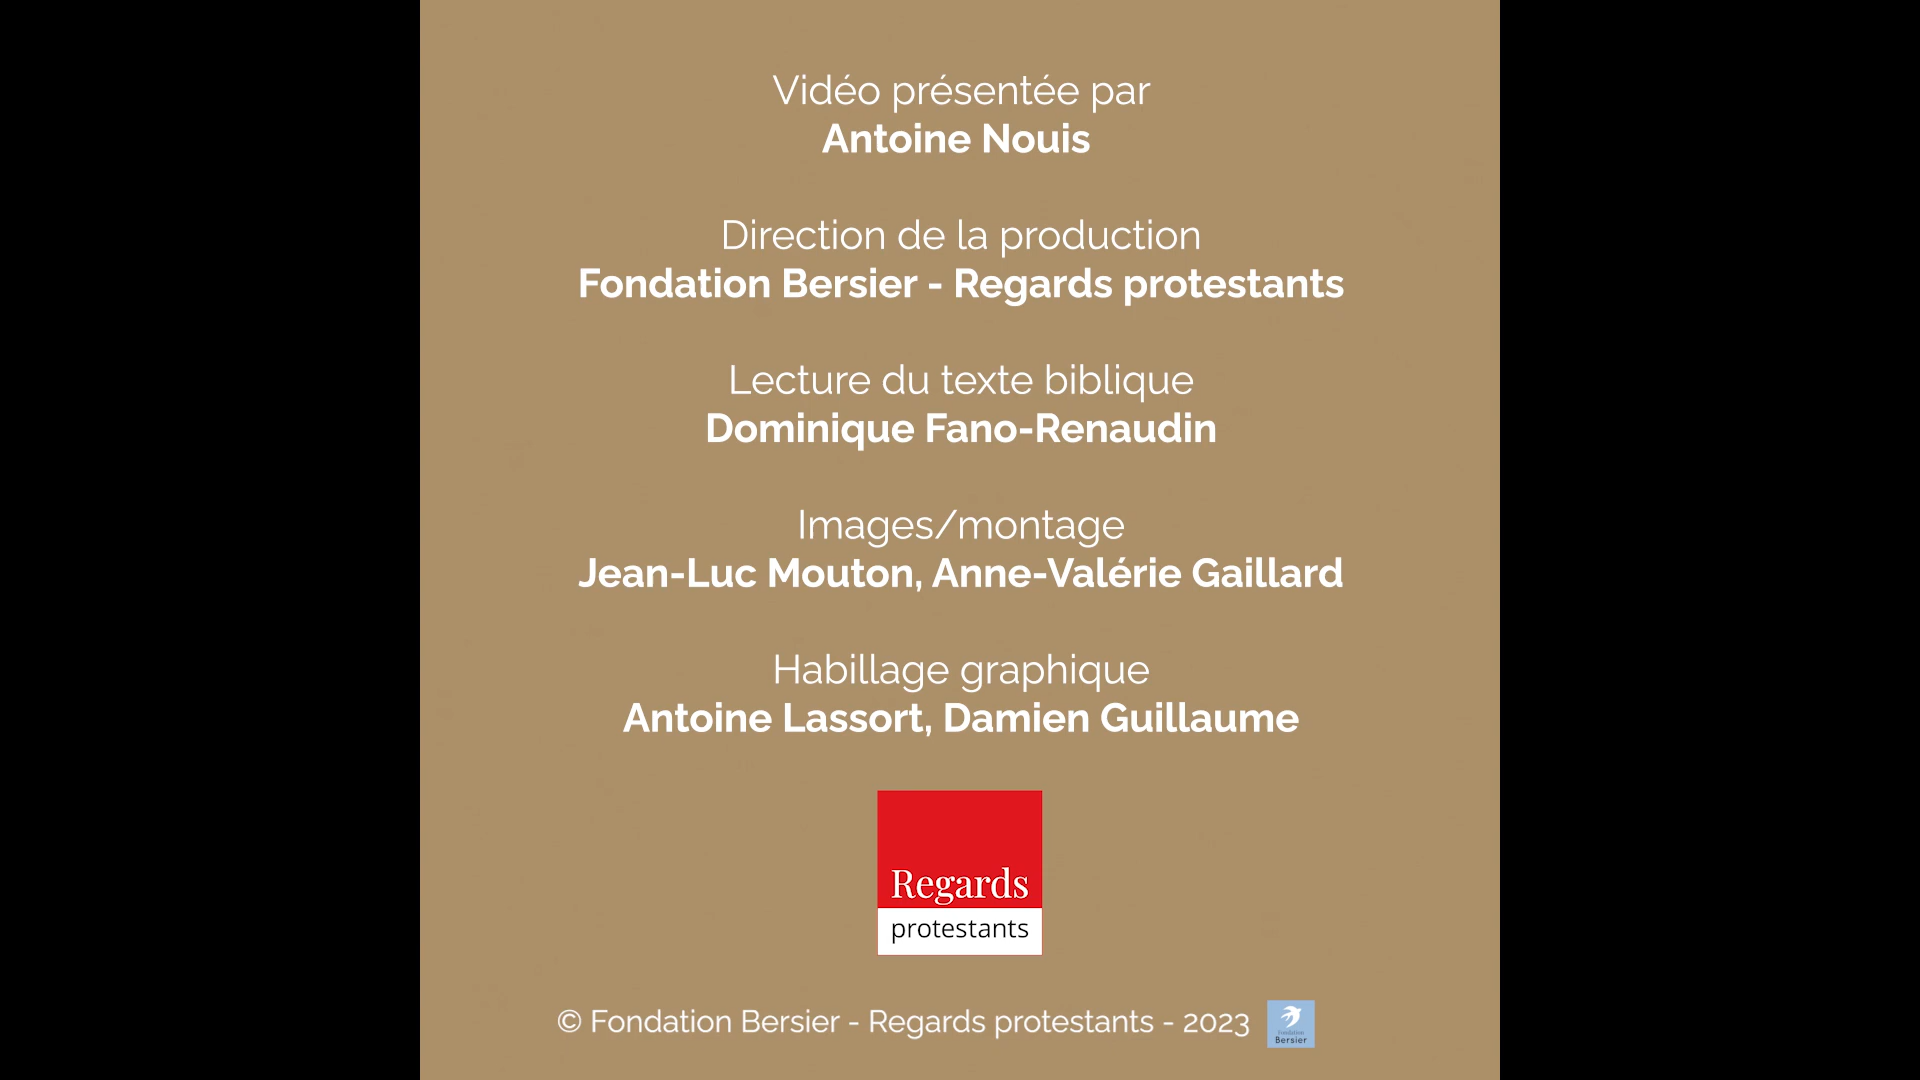 Vidéo présentée par
Antoine Nouis
Direction de la production
Fondation Bersier - Regards protestants
Lecture du texte biblique
Dominique Fano-Renaudin
Images/montage
Jean-Luc Mouton, Anne-Valérie Gaillard
Habillage graphique
Antoine Lassort, Damien Guillaume
Regards
protestants
© Fondation Bersier - Regards protestants - 2023
Fondation
Bersier